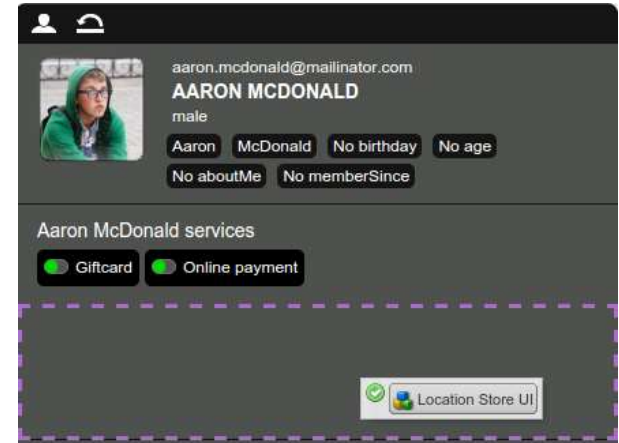 aaron.mcdonald@mailinator.com
AARON MCDONALD
male
Aaron McDonald No birthday No age
No aboutMe No memberSince
Aaron McDonald services
Giftcard Online payment
Location Store UI